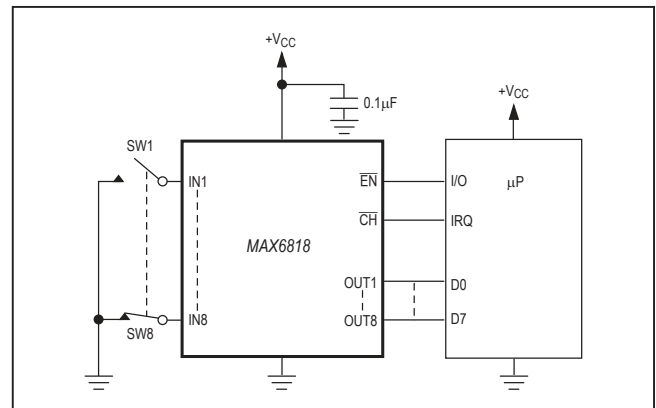 +VCC
0.1μF
+VCC
SW1
IN1
EN
I/O
μP
CH
IRQ
MAX6818
OUT1
D0
SW8
IN8
OUT8
D7